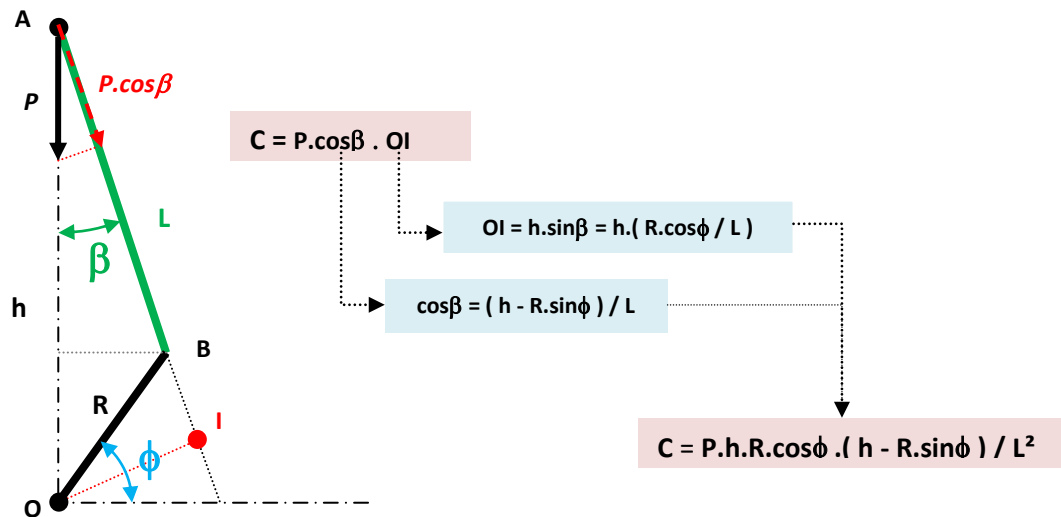 A
P.cosβ
P
C = P.cosβ . OI
L
OI = h.sinβ = h.( R.cosϕ / L )
β
cosβ = ( h - R.sinϕ ) / L
h
B
R
I
C = P.h.R.cosϕ .( h - R.sinϕ ) / L²
ϕ
O